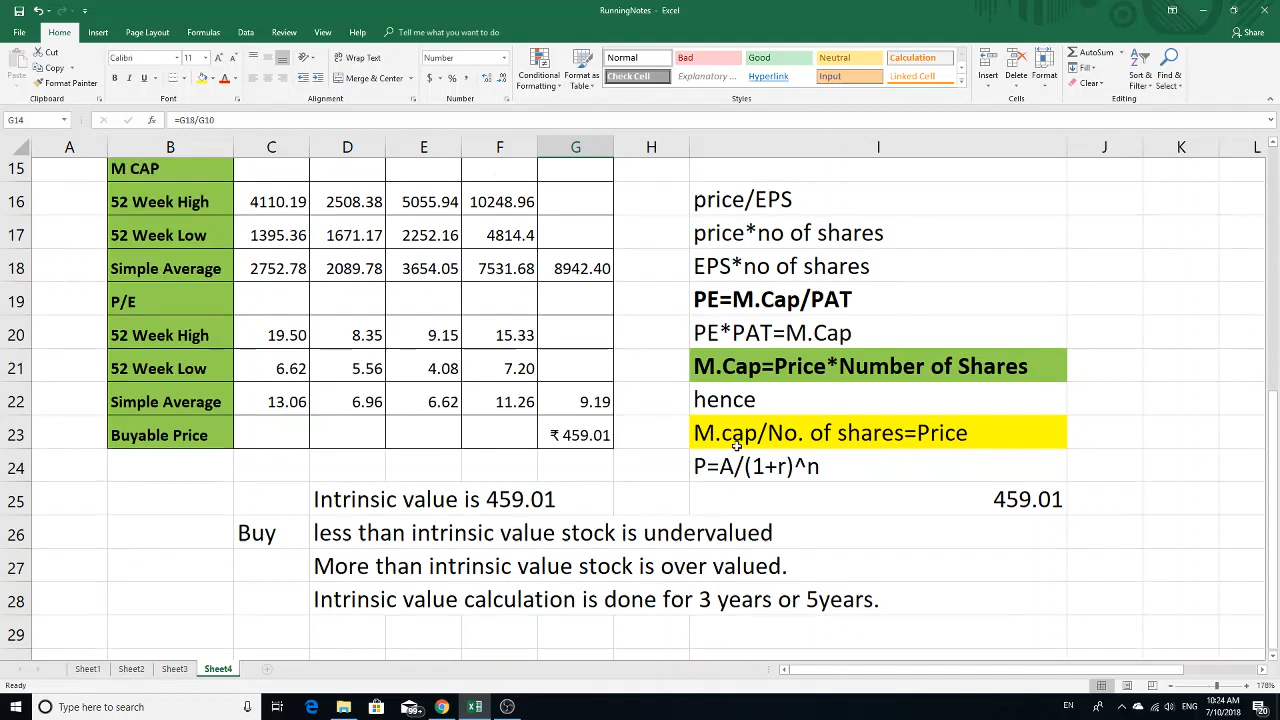 RunningNotes - Excel
File Home Insert Page Layout Formulas Data Review View Help Tell me what you want to do Share
Cut
Copy
Format Painter
Paste
Clipboard
Calibri 11
B I U
Font
Wrap Text
Merge & Center
Alignment
Number
$ % ,
Number
Conditional Formatting
Format as Table
Normal Bad Good Neutral Calculation
Check Cell Explanatory ... Hyperlink Input Linked Cell
Styles
Insert Delete Format
Cells
AutoSum
Fill
Clear
Sort & Filter
Find & Select
Editing
G14 fx =G18/G10
A B C D E F G H I J K L
15 M CAP
16 52 Week High 4110.19 2508.38 5055.94 10248.96 price/EPS
17 52 Week Low 1395.36 1671.17 2252.16 4814.4 price*no of shares
18 Simple Average 2752.78 2089.78 3654.05 7531.68 8942.40 EPS*no of shares
19 P/E PE=M.Cap/PAT
20 52 Week High 19.50 8.35 9.15 15.33 PE*PAT=M.Cap
21 52 Week Low 6.62 5.56 4.08 7.20 M.Cap=Price*Number of Shares
22 Simple Average 13.06 6.96 6.62 11.26 9.19 hence
23 Buyable Price ₹ 459.01 M.cap/No. of shares=Price
24 P=A/(1+r)^n
25 Intrinsic value is 459.01 459.01
26 Buy less than intrinsic value stock is undervalued
27 More than intrinsic value stock is over valued.
28 Intrinsic value calculation is done for 3 years or 5years.
29
Sheet1 Sheet2 Sheet3 Sheet4
Ready 178%
Type here to search
99+
EN
10:24 AM
7/10/2018
20